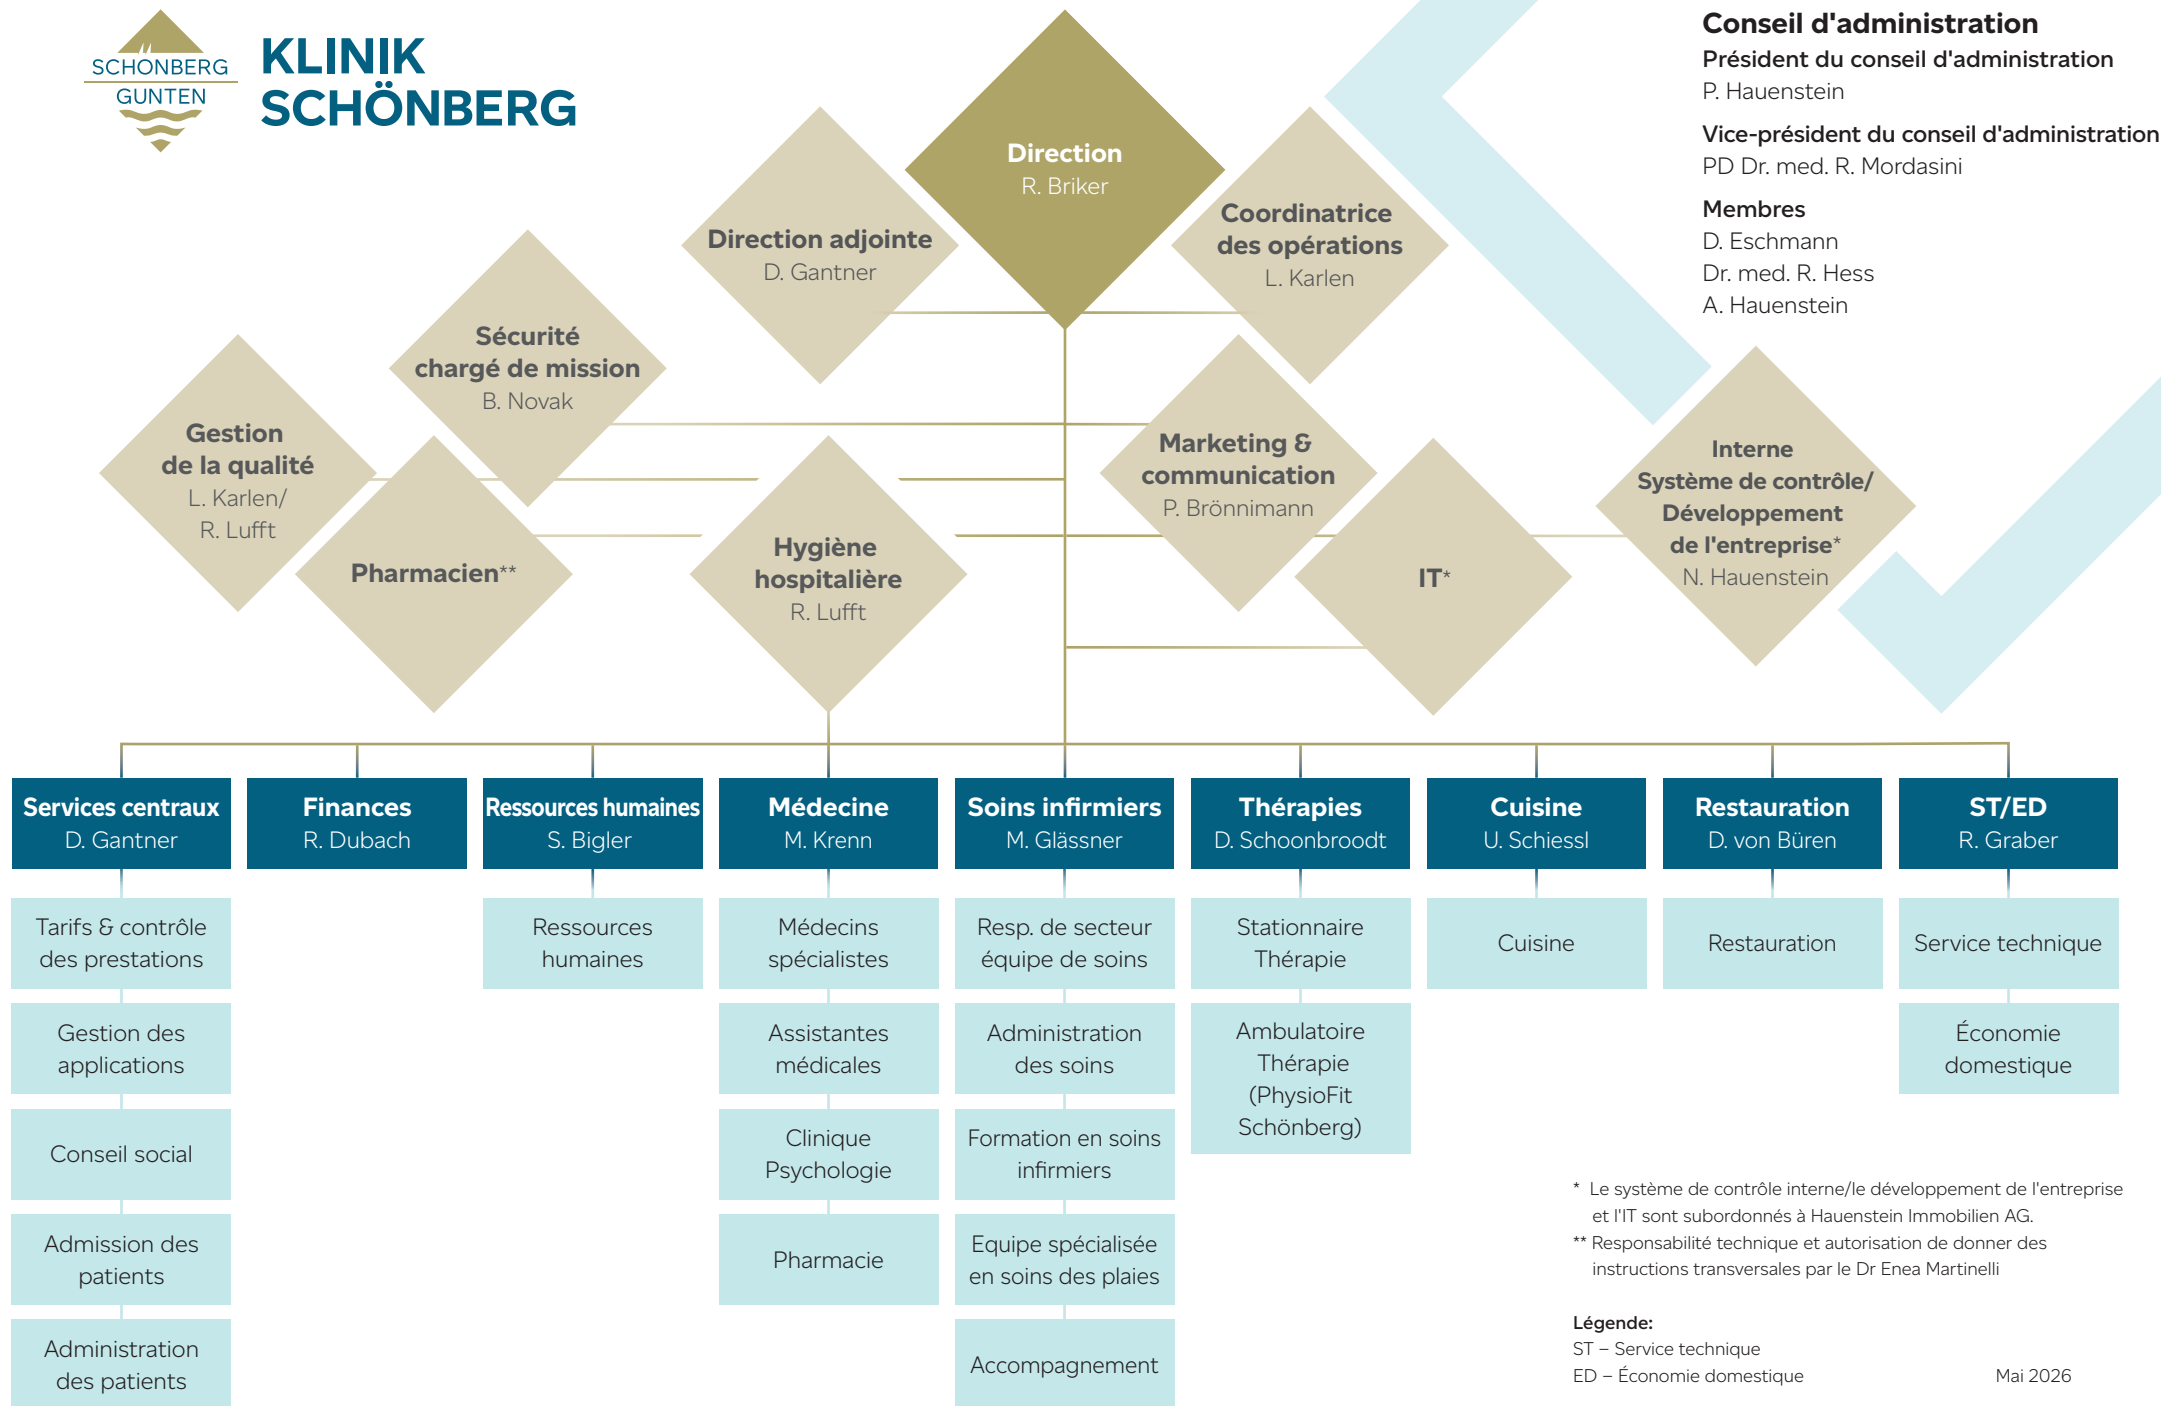 SCHÖNBERG
GUNTEN
KLINIK
SCHÖNBERG
Conseil d'administration
Président du conseil d'administration
P. Hauenstein
Vice-président du conseil d'administration
PD Dr. med. R. Mordasini
Membres
D. Eschmann
Dr. med. R. Hess
A. Hauenstein
Direction
R. Briker
Direction adjointe
D. Gantner
Coordinatrice
des opérations
L. Karlen
Sécurité
chargé de mission
B. Novak
Gestion
de la qualité
L. Karlen/
R. Lufft
Marketing &
communication
P. Brönnimann
Interne
Système de contrôle/
Développement
de l'entreprise*
N. Hauenstein
Pharmacien**
Hygiène
hospitalière
R. Lufft
IT*
Services centraux
D. Gantner
Finances
R. Dubach
Ressources humaines
S. Bigler
Médecine
M. Krenn
Soins infirmiers
M. Glässner
Thérapies
D. Schoonbroodt
Cuisine
U. Schiessl
Restauration
D. von Büren
ST/ED
R. Graber
Tarifs & contrôle
des prestations
Gestion des
applications
Conseil social
Admission des
patients
Administration
des patients
Ressources
humaines
Médecins
spécialistes
Assistantes
médicales
Clinique
Psychologie
Pharmacie
Resp. de secteur
équipe de soins
Administration
des soins
Formation en soins
infirmiers
Equipe spécialisée
en soins des plaies
Accompagnement
Stationnaire
Thérapie
Ambulatoire
Thérapie
(PhysioFit
Schönberg)
Cuisine
Restauration
Service technique
Économie
domestique
* Le système de contrôle interne/le développement de l'entreprise
et l'IT sont subordonnés à Hauenstein Immobilien AG.
** Responsabilité technique et autorisation de donner des
instructions transversales par le Dr Enea Martinelli
Légende:
ST – Service technique
ED – Économie domestique
Mai 2026